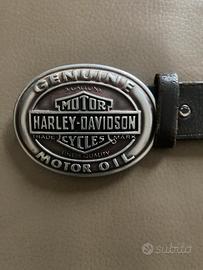 GENUINE
MOTOR
HARLEY-DAVIDSON
TRADE MARK
CYCLES
MOTOR OIL
subito